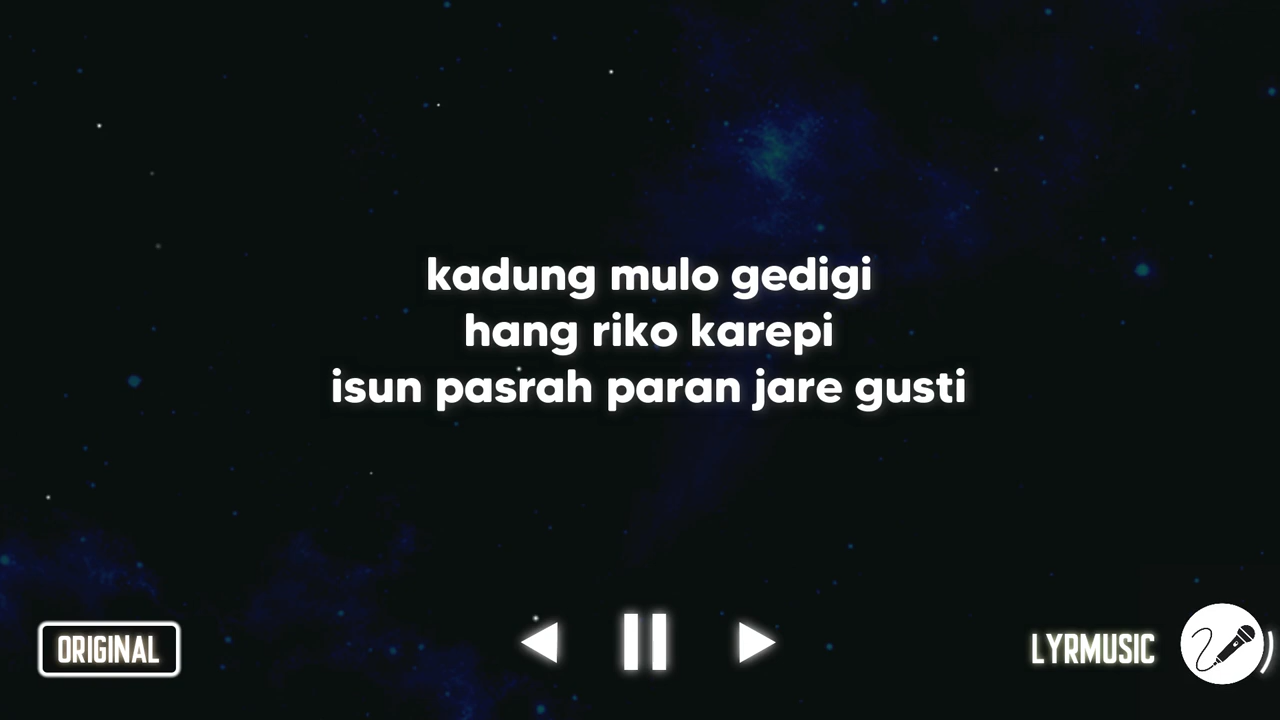 kadung mulo gedigi
hang riko karepi
isun pasrah paran jare gusti
ORIGINAL
LYRMUSIC